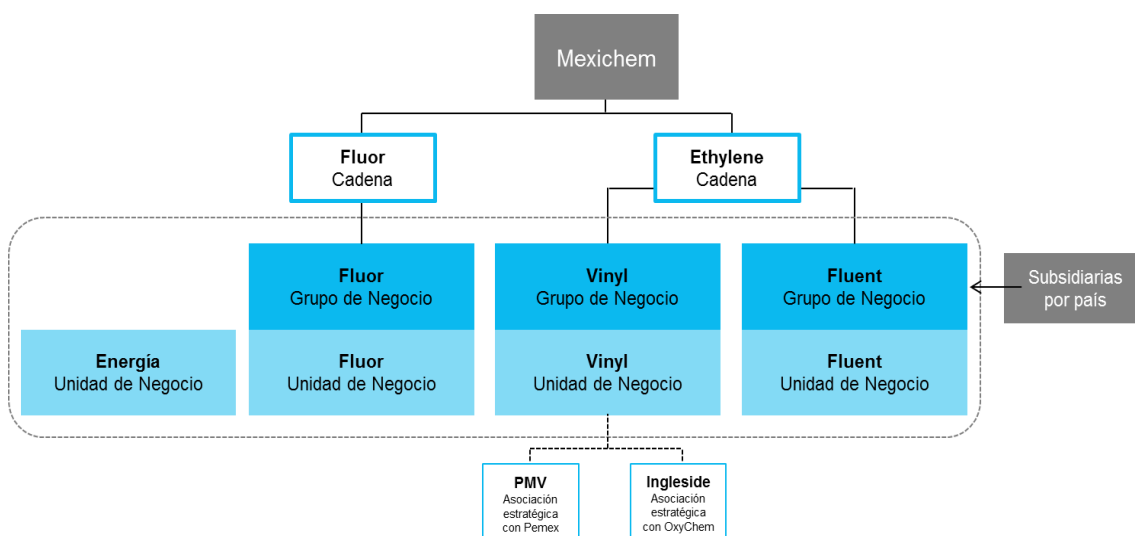 Mexichem
Fluor
Cadena
Ethylene
Cadena
Fluor
Grupo de Negocio
Vinyl
Grupo de Negocio
Fluent
Grupo de Negocio
Subsidiarias
por país
Energía
Unidad de Negocio
Fluor
Unidad de Negocio
Vinyl
Unidad de Negocio
Fluent
Unidad de Negocio
PMV
Asociación
estratégica
con Pemex
Ingleside
Asociación
estratégica
con OxyChem